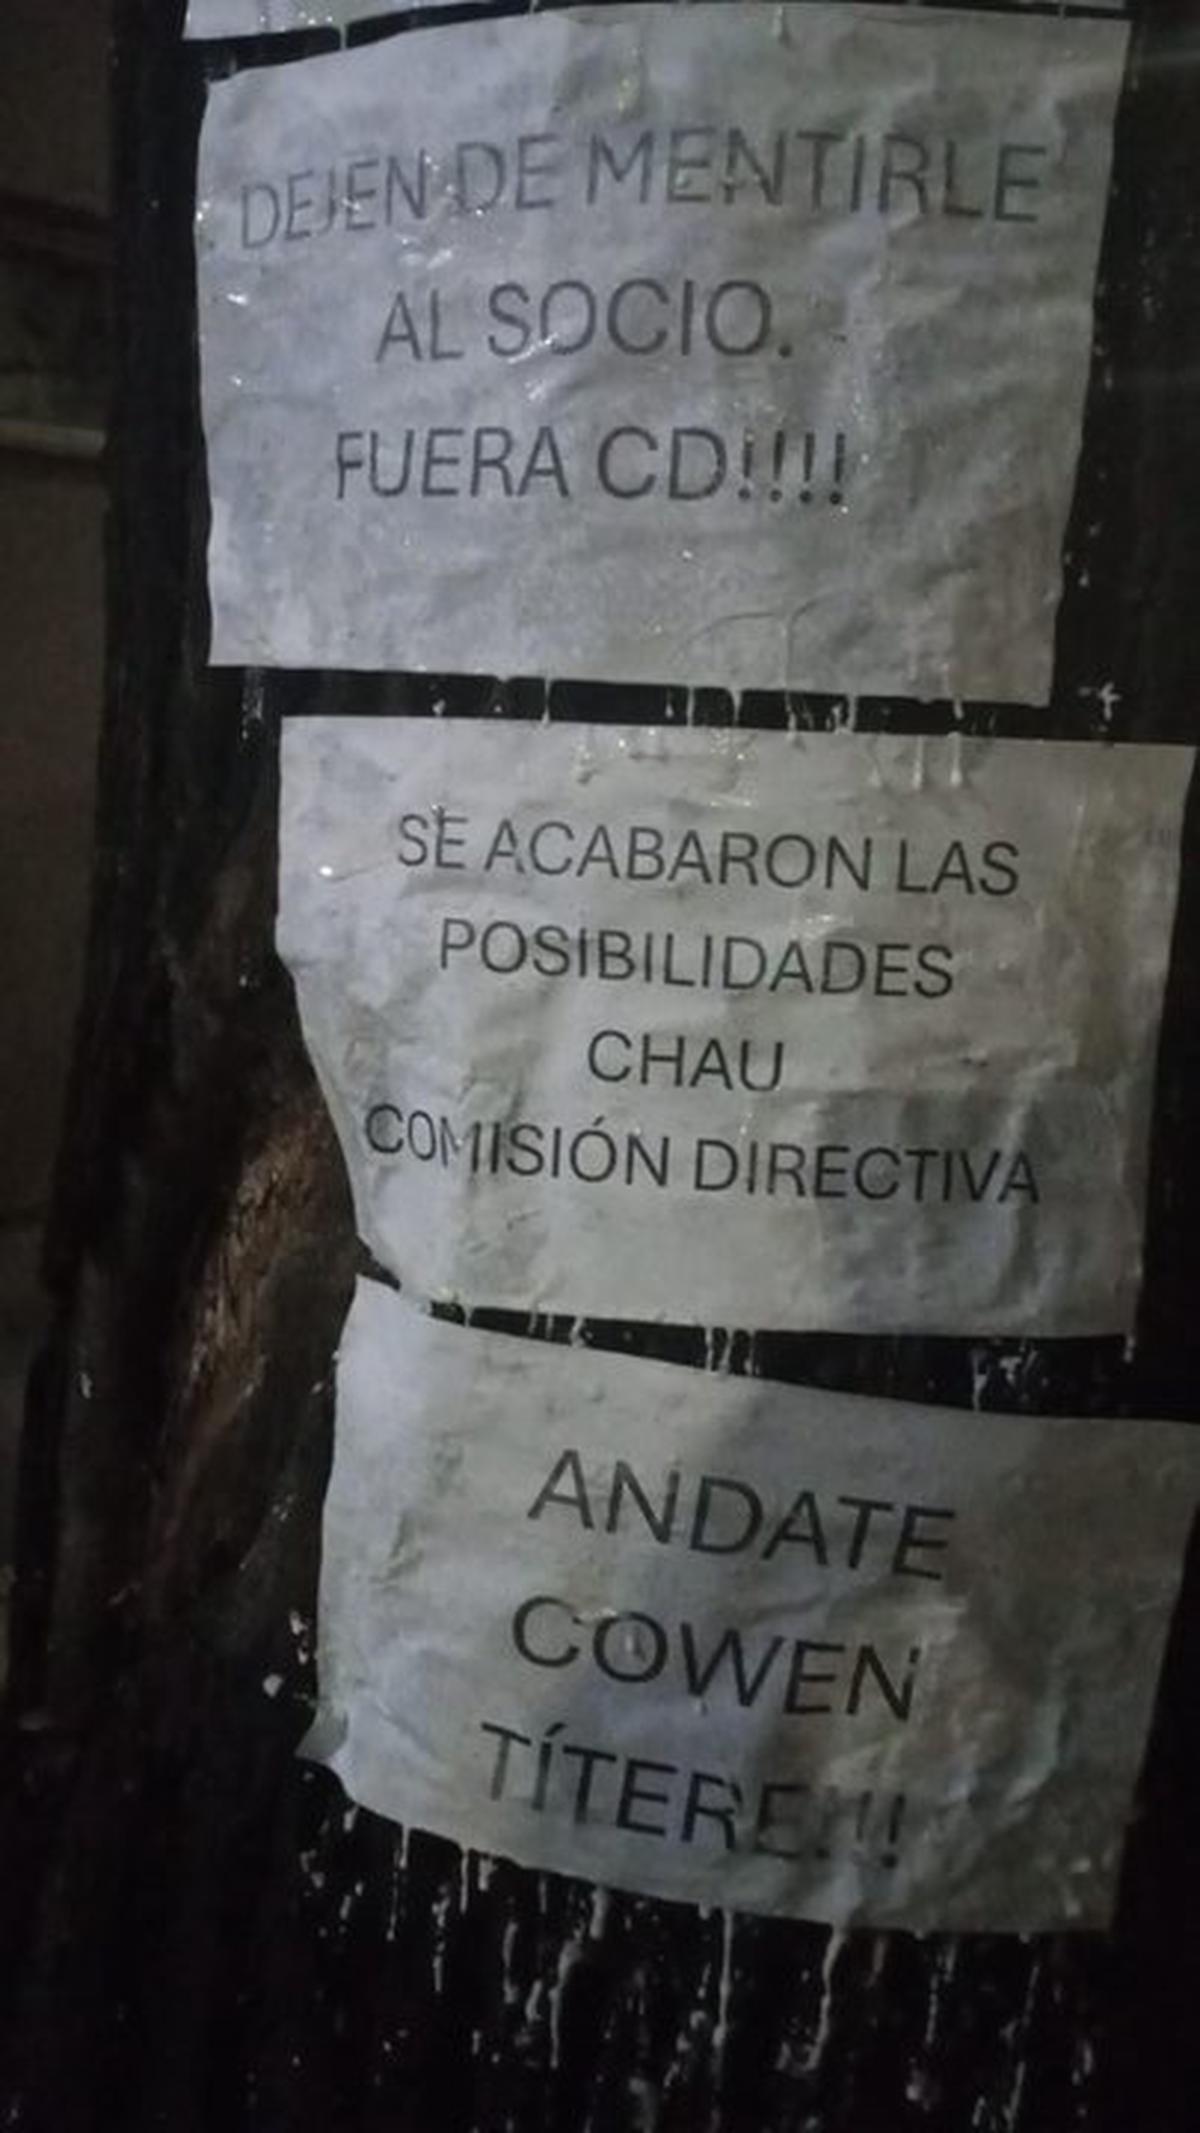 DEJEN DE MENTIRLE
AL SOCIO.
FUERA CD!!!!
SE ACABARON LAS
POSIBILIDADES
CHAU
COMISIÓN DIRECTIVA
ANDATE
COWEN
TÍTERE!!!